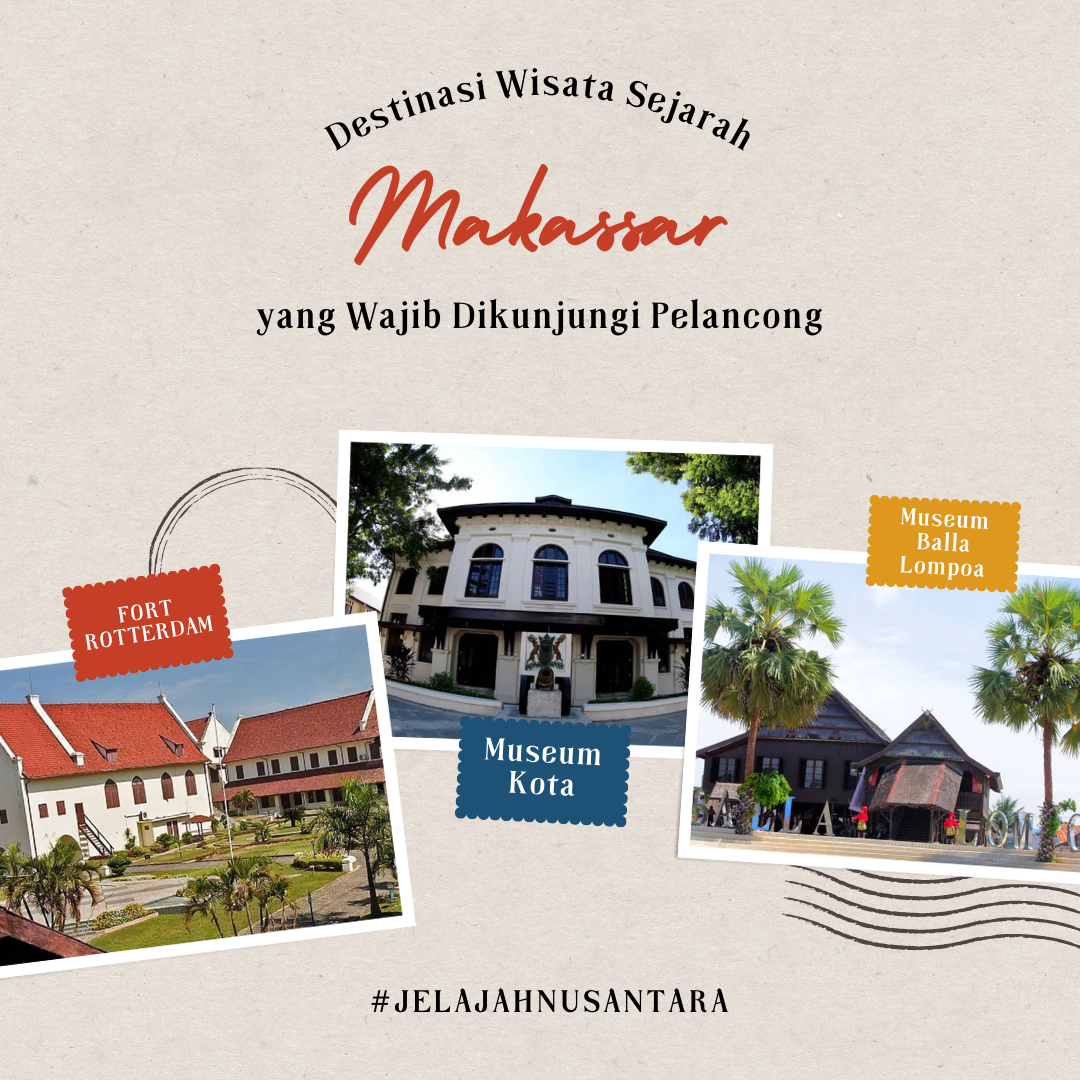 Destinasi Wisata Sejarah
Makassar
yang Wajib Dikunjungi Pelancong
FORT
ROTTERDAM
Museum
Kota
Museum
Balla
Lompoa
#JELAJAHNUSANTARA